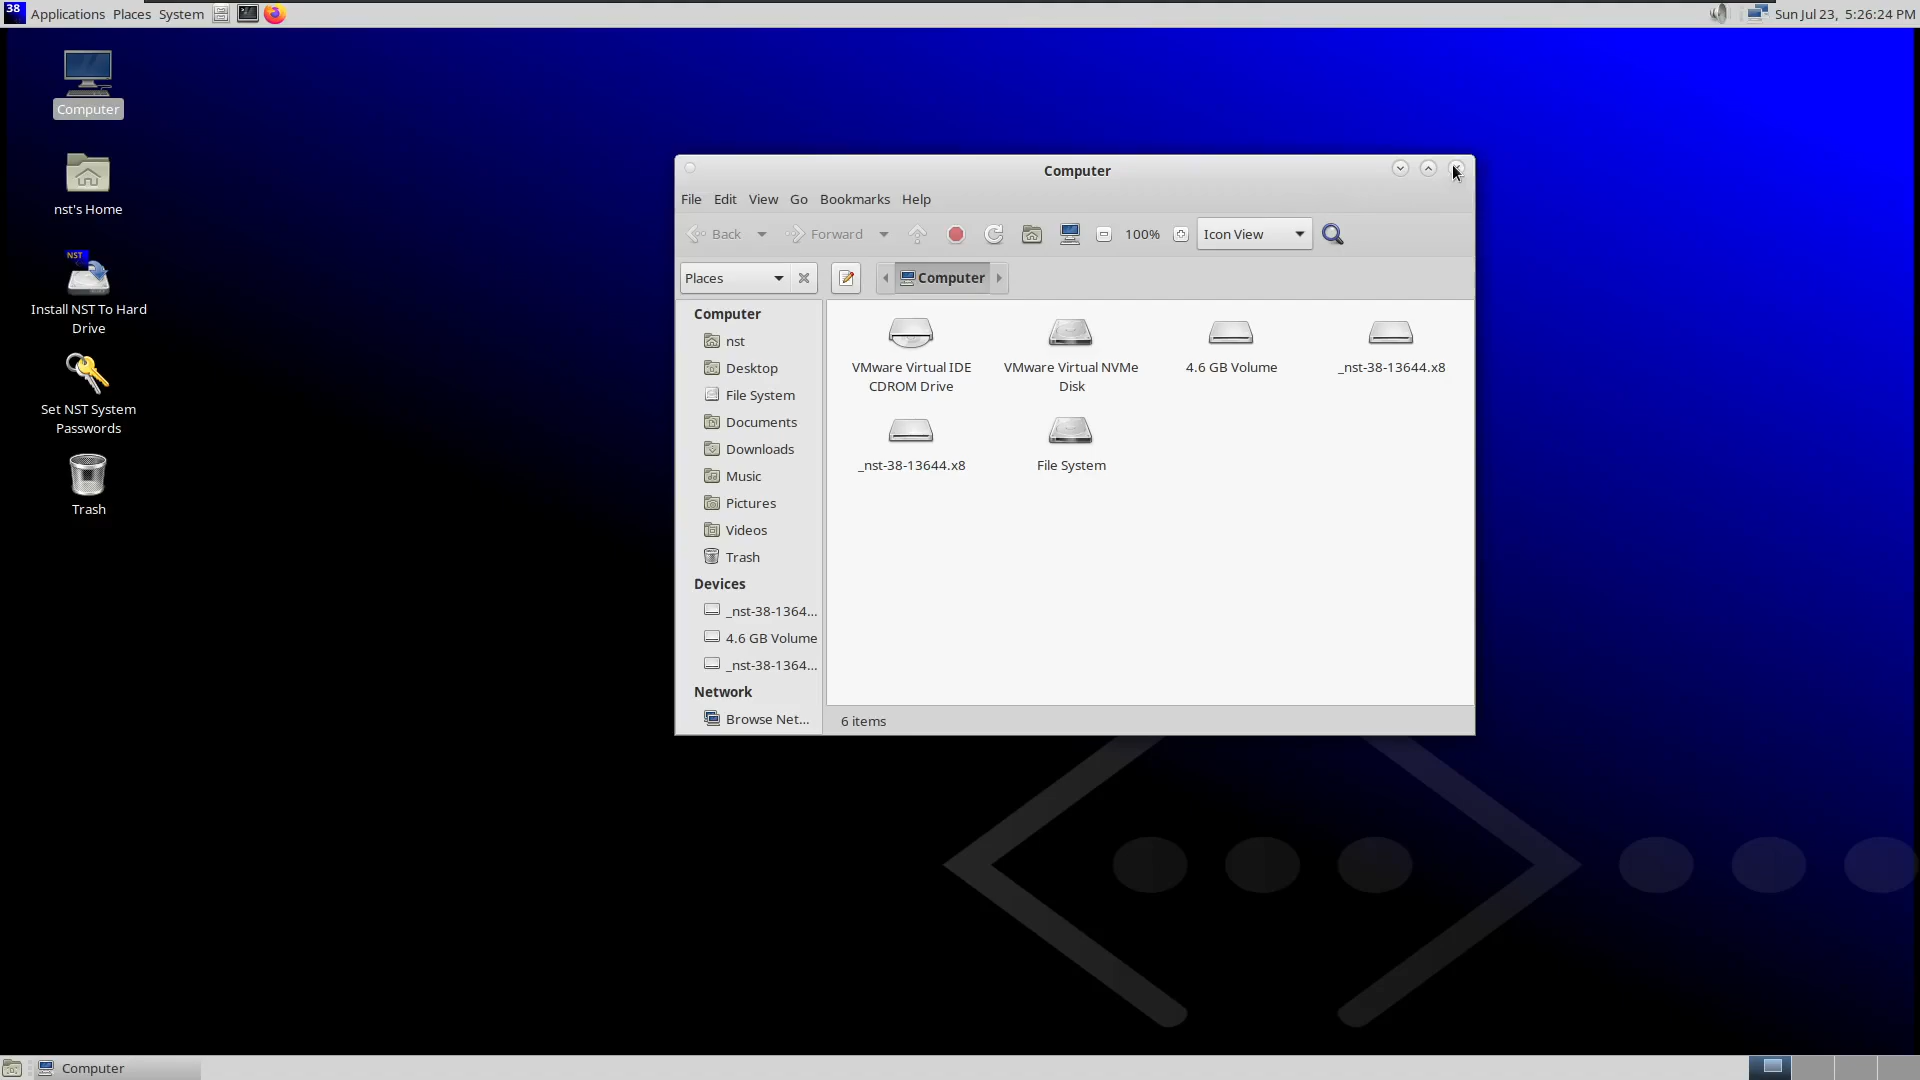 38 Applications Places System Sun Jul 23, 5:26:24 PM
Computer
nst's Home
NST
Install NST To Hard
Drive
Set NST System
Passwords
Trash
Computer
File Edit View Go Bookmarks Help
Back Forward 100% Icon View
Places Computer
Computer
nst
Desktop
File System
Documents
Downloads
Music
Pictures
Videos
Trash
Devices
_nst-38-1364...
4.6 GB Volume
_nst-38-1364...
Network
Browse Net...
VMware Virtual IDE
CDROM Drive
VMware Virtual NVMe
Disk
4.6 GB Volume
_nst-38-13644.x8
_nst-38-13644.x8
File System
6 items
Computer